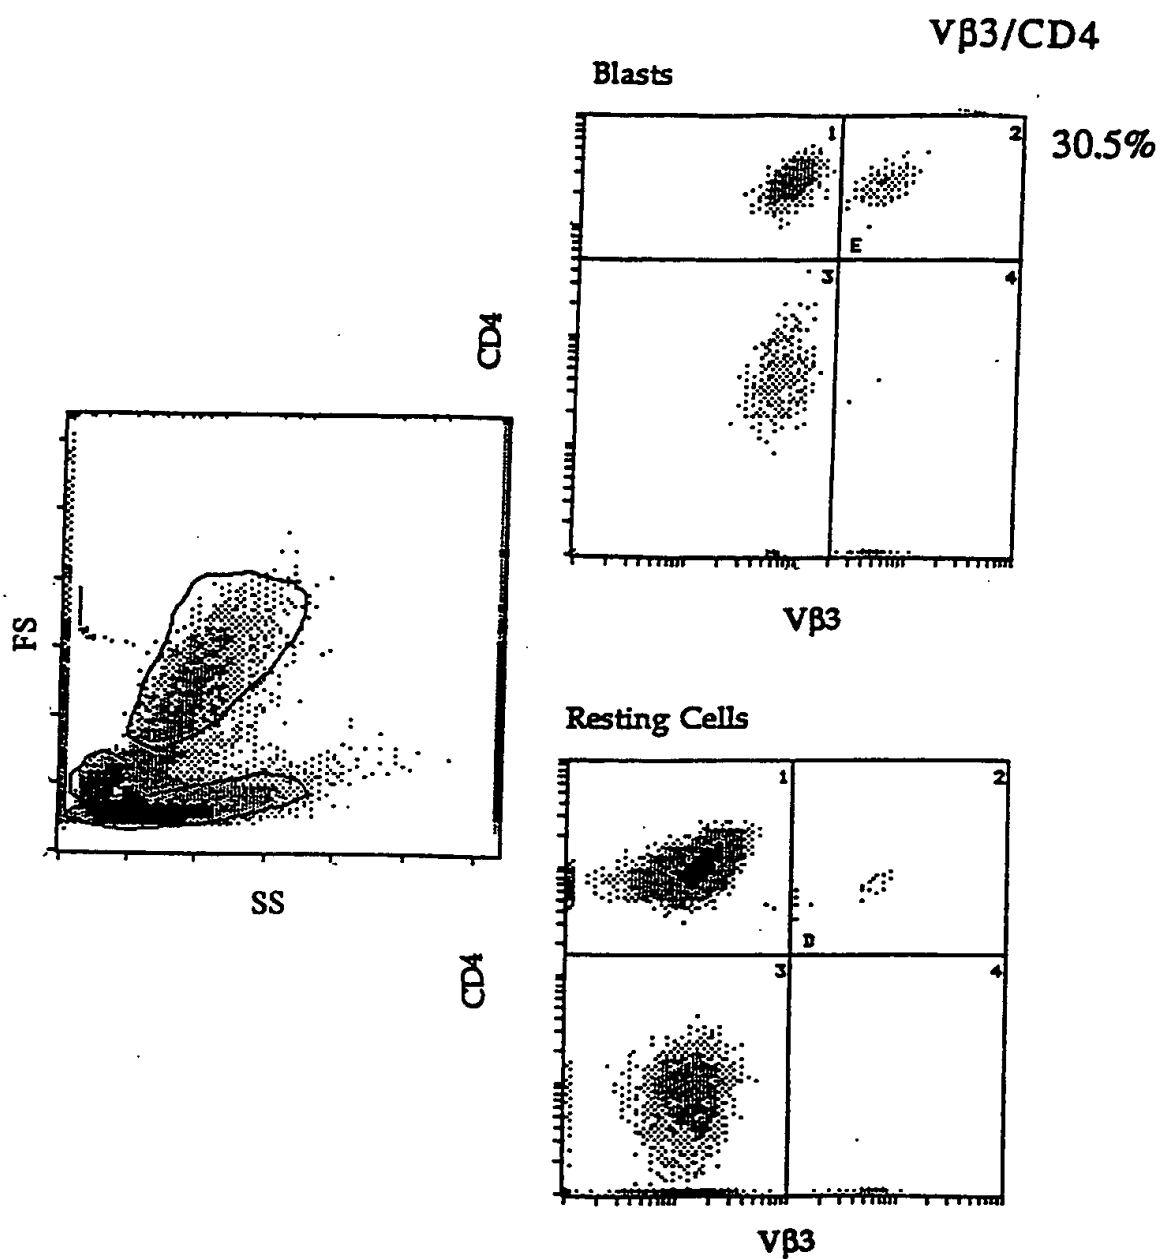 Vβ3/CD4
Blasts
30.5%
1
2
E
3
4
CD4
Vβ3
FS
SS
Resting Cells
1
2
D
3
4
CD4
Vβ3